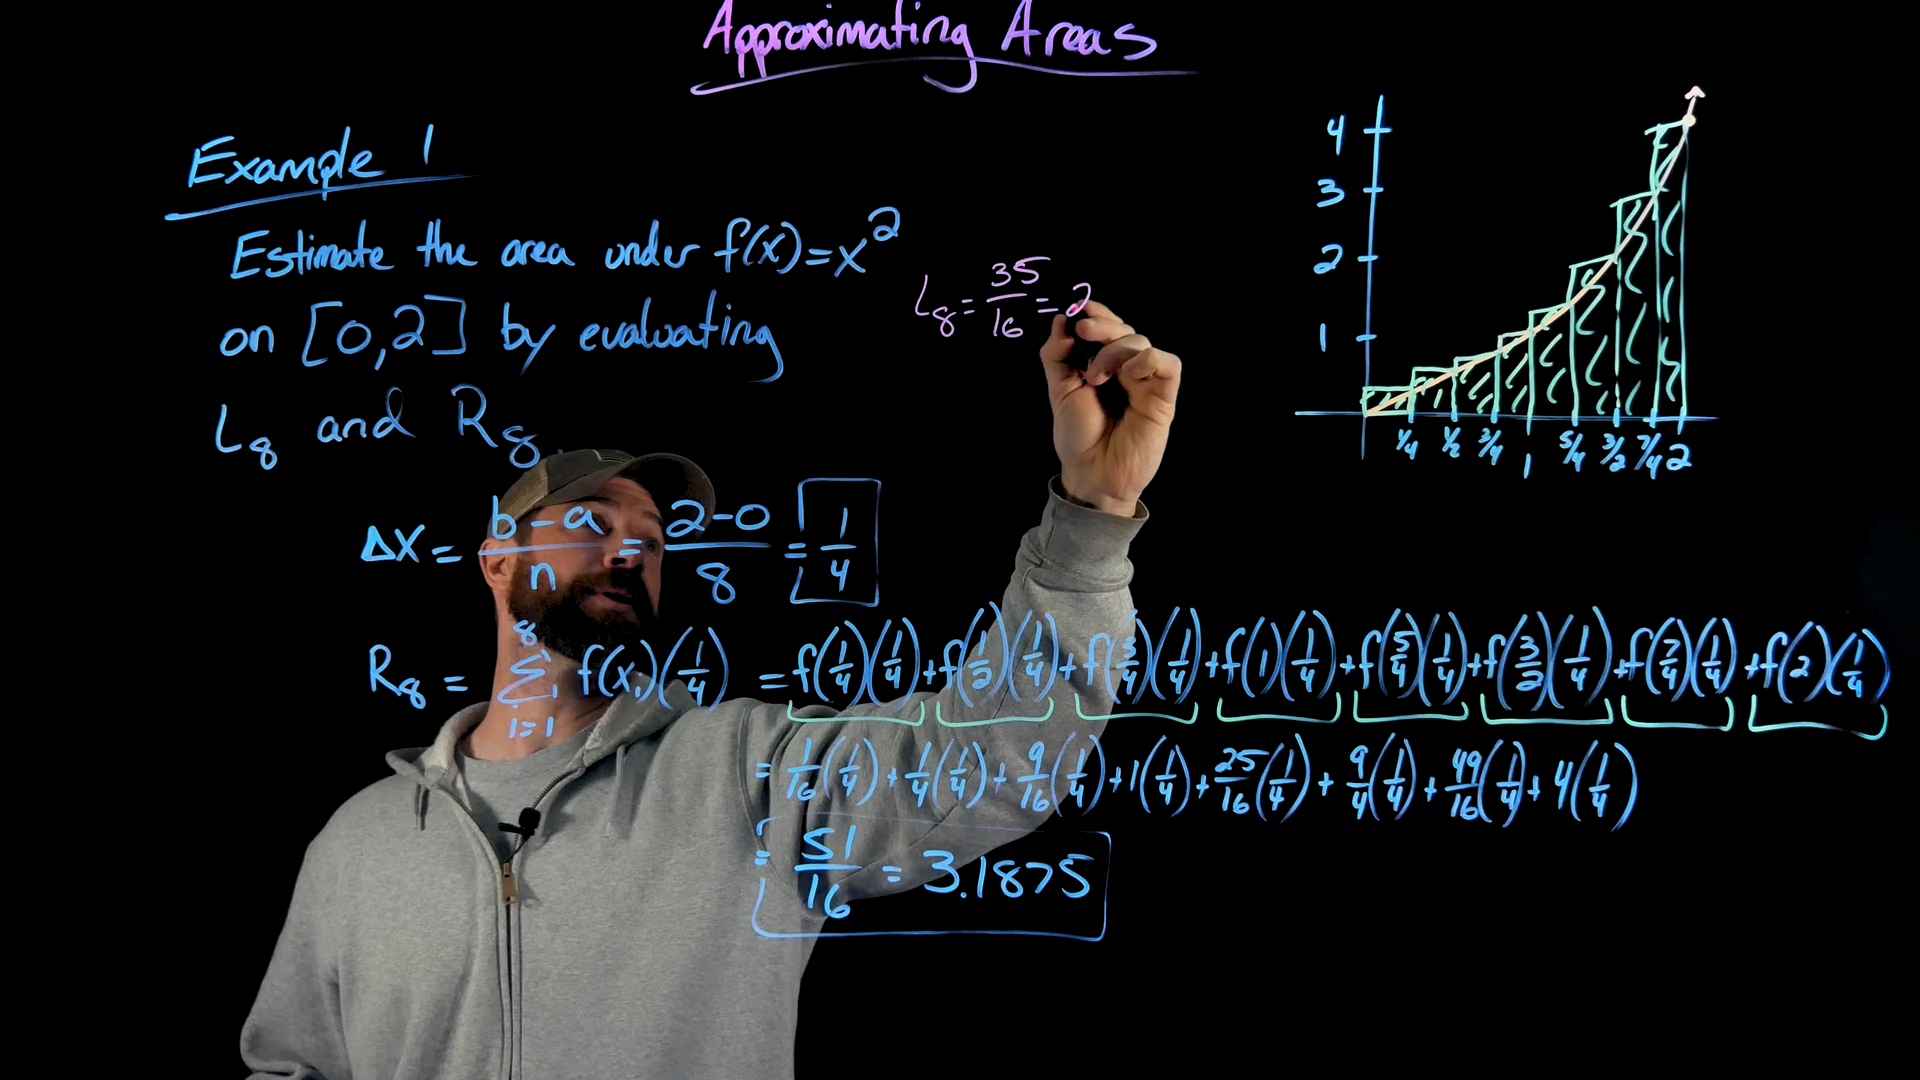 Approximating Areas
Example 1
Estimate the area under f(x)=x²
on [0,2] by evaluating
L₈ and R₈
L₈ = 35/16 = 2
4
3
2
1
1/4 1/2 3/4 1 5/4 3/2 7/4 2
Δx = b-a/n = 2-0/8 = 1/4
R₈ = 8 Σ i=1 f(xᵢ)(1/4) = f(1/4)(1/4)+f(1/2)(1/4)+f(3/4)(1/4)+f(1)(1/4)+f(5/4)(1/4)+f(3/2)(1/4)+f(7/4)(1/4)+f(2)(1/4)
= 1/16(1/4)+1/4(1/4)+9/16(1/4)+1(1/4)+25/16(1/4)+9/4(1/4)+49/16(1/4)+4(1/4)
= 51/16 = 3.1875